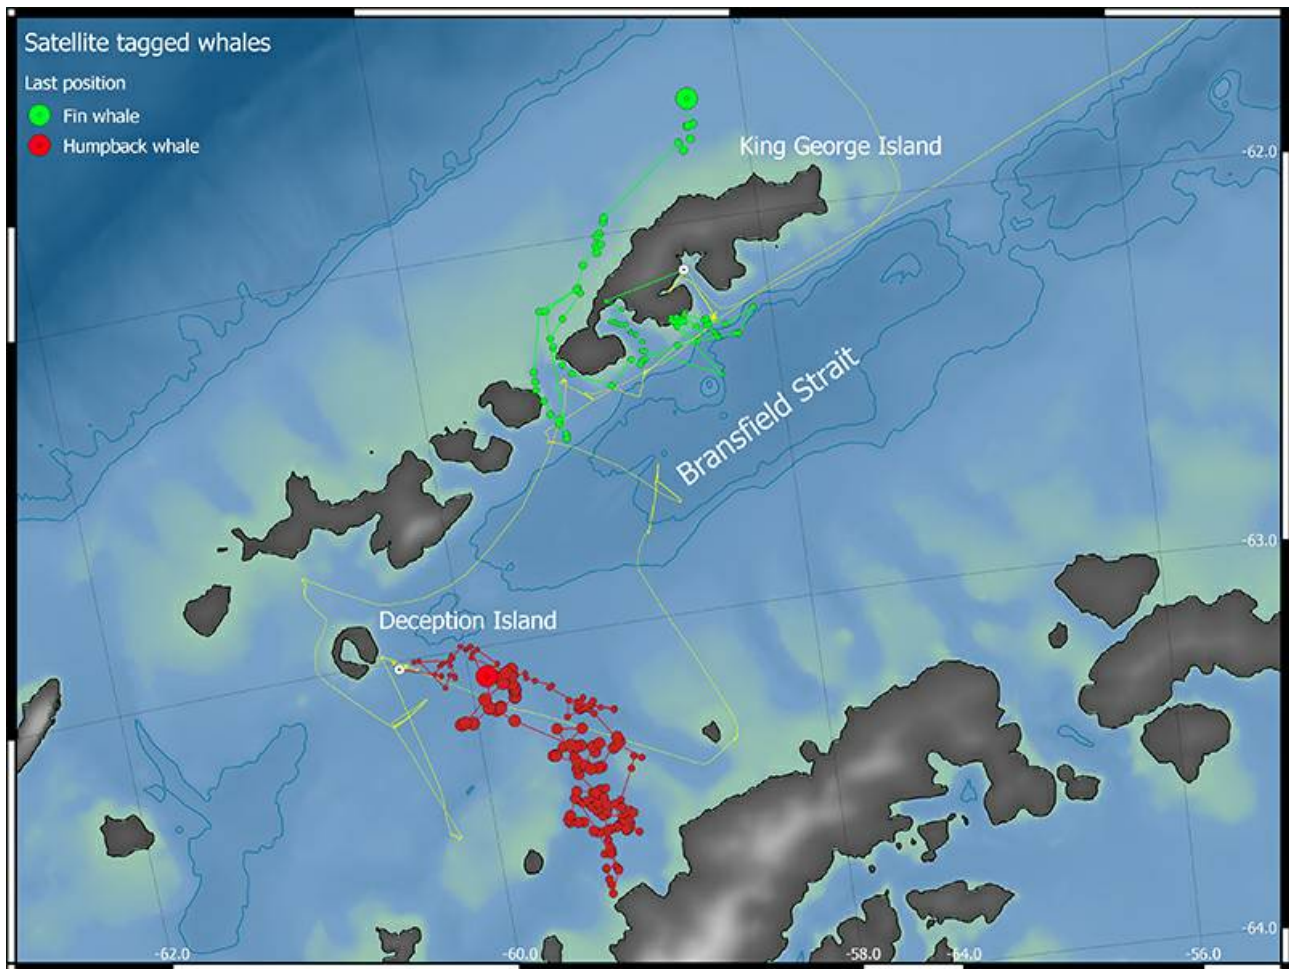 Satellite tagged whales
Last position
Fin whale
Humpback whale
King George Island
-62.0
Bransfield Strait
-63.0
Deception Island
-64.0
-62.0
-60.0
-58.0
-64.0
-56.0